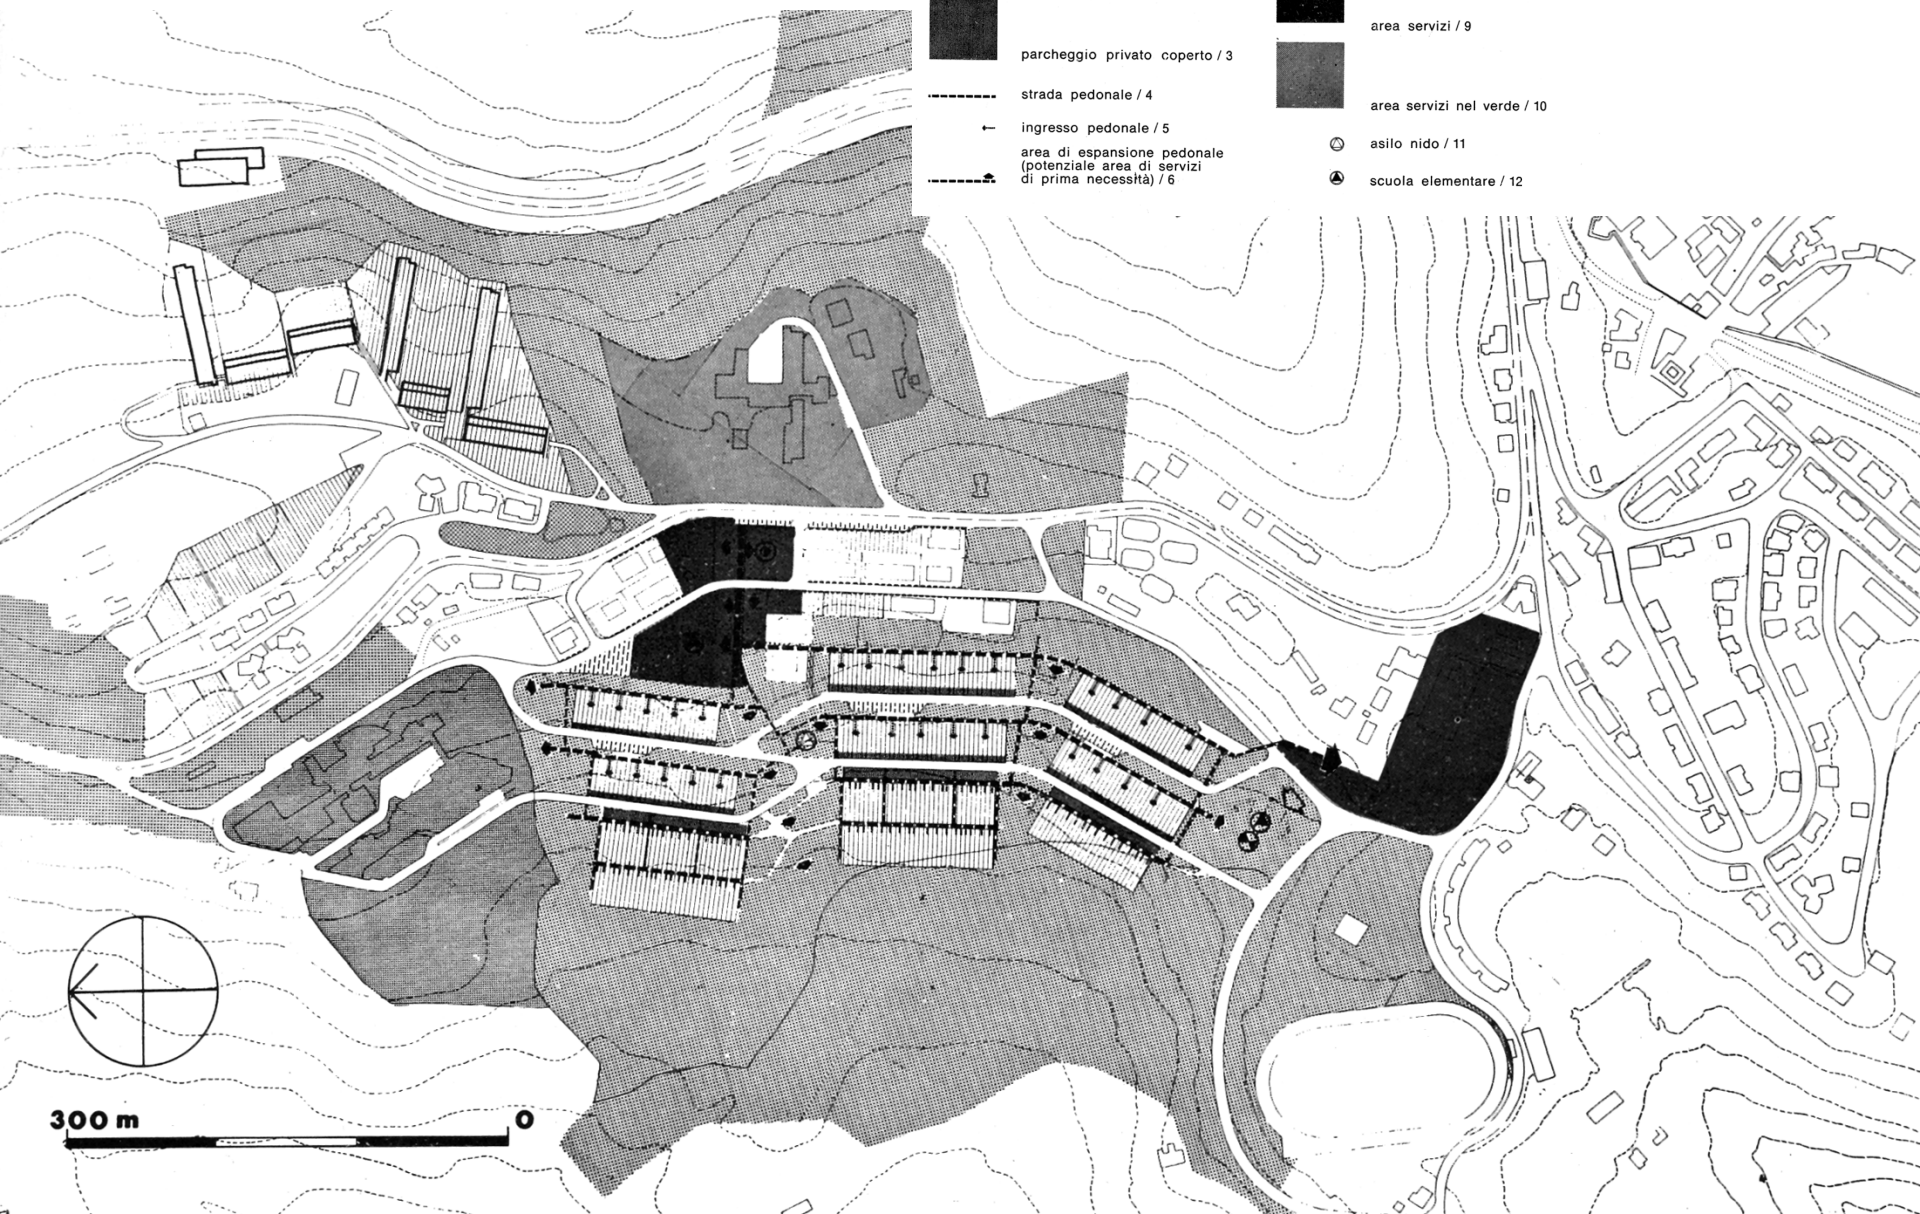 parcheggio privato coperto / 3
strada pedonale / 4
ingresso pedonale / 5
area di espansione pedonale
(potenziale area di servizi
di prima necessità) / 6
area servizi / 9
area servizi nel verde / 10
asilo nido / 11
scuola elementare / 12
300 m
0